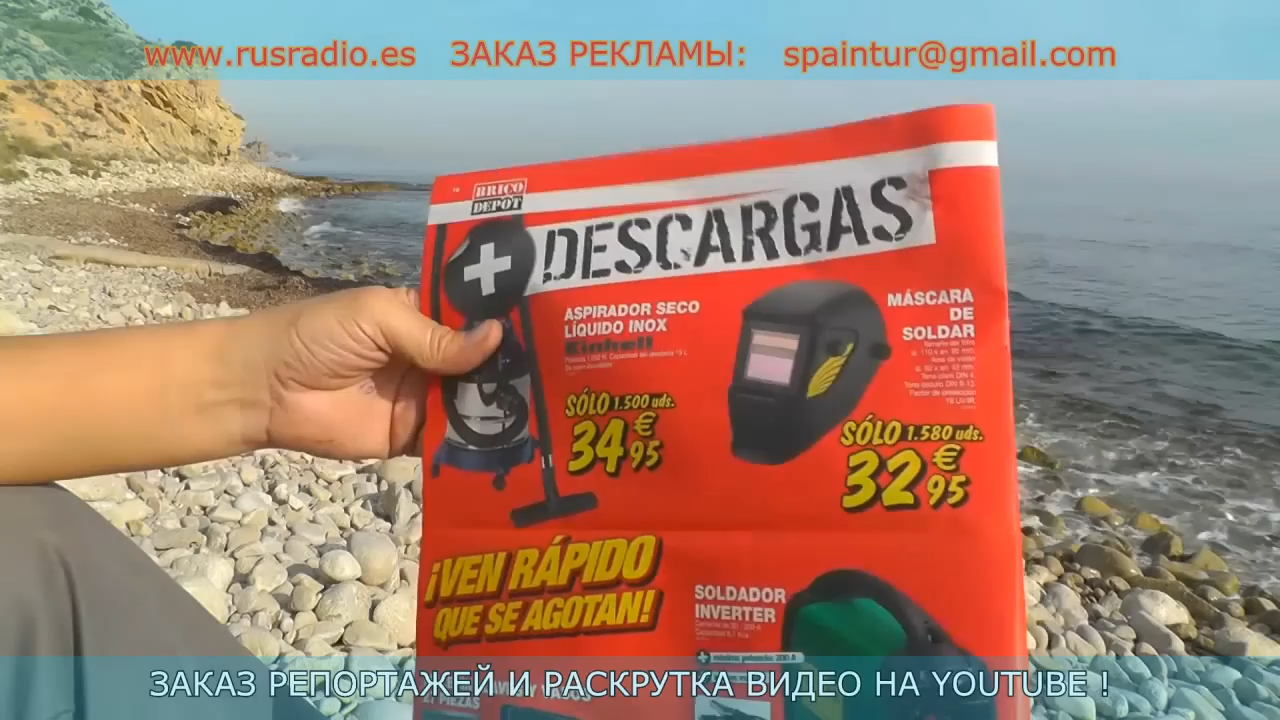 www.rusradio.es ЗАКАЗ РЕКЛАМЫ: spaintur@gmail.com
BRICO
DEPÔT
+DESCARGAS
ASPIRADOR SECO
LÍQUIDO INOX
Einhell
SÓLO 1.500 uds.
34€95
MÁSCARA
DE
SOLDAR
SÓLO 1.580 uds.
32€95
¡VEN RÁPIDO
QUE SE AGOTAN!
SOLDADOR
INVERTER
ЗАКАЗ РЕПОРТАЖЕЙ И РАСКРУТКА ВИДЕО НА YOUTUBE !